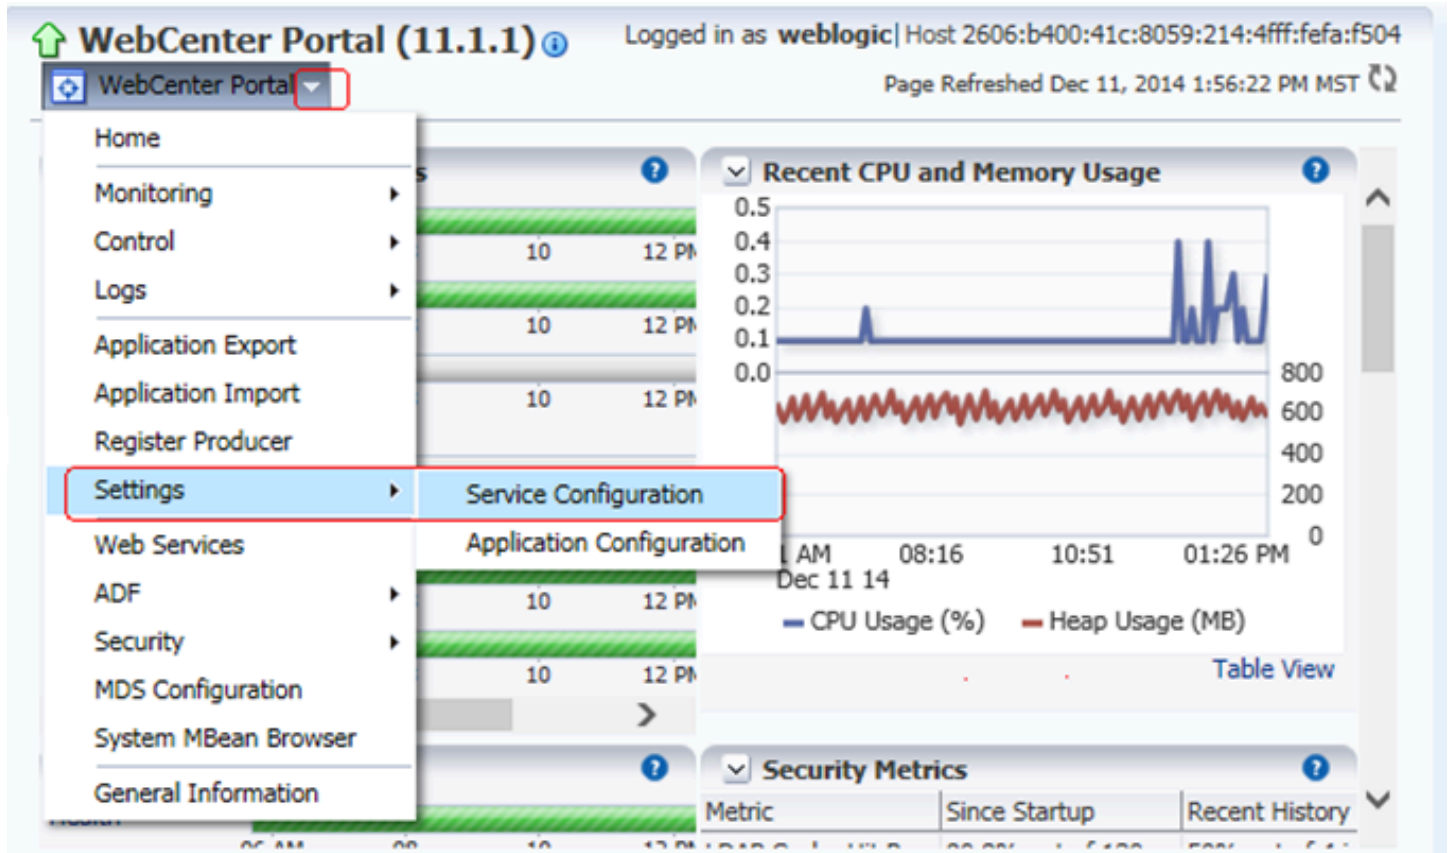 WebCenter Portal (11.1.1)
Logged in as weblogic| Host 2606:b400:41c:8059:214:4fff:fefa:f504
WebCenter Portal
Page Refreshed Dec 11, 2014 1:56:22 PM MST
Home
Monitoring
Control
Logs
Application Export
Application Import
Register Producer
Settings
Web Services
ADF
Security
MDS Configuration
System MBean Browser
General Information
Service Configuration
Application Configuration
10 12 PM
10 12 PM
10 12 PM
10 12 PM
10 12 PM
Recent CPU and Memory Usage
0.5
0.4
0.3
0.2
0.1
0.0
800
600
400
200
0
AM 08:16 10:51 01:26 PM
Dec 11 14
CPU Usage (%) Heap Usage (MB)
Table View
Security Metrics
Metric Since Startup Recent History